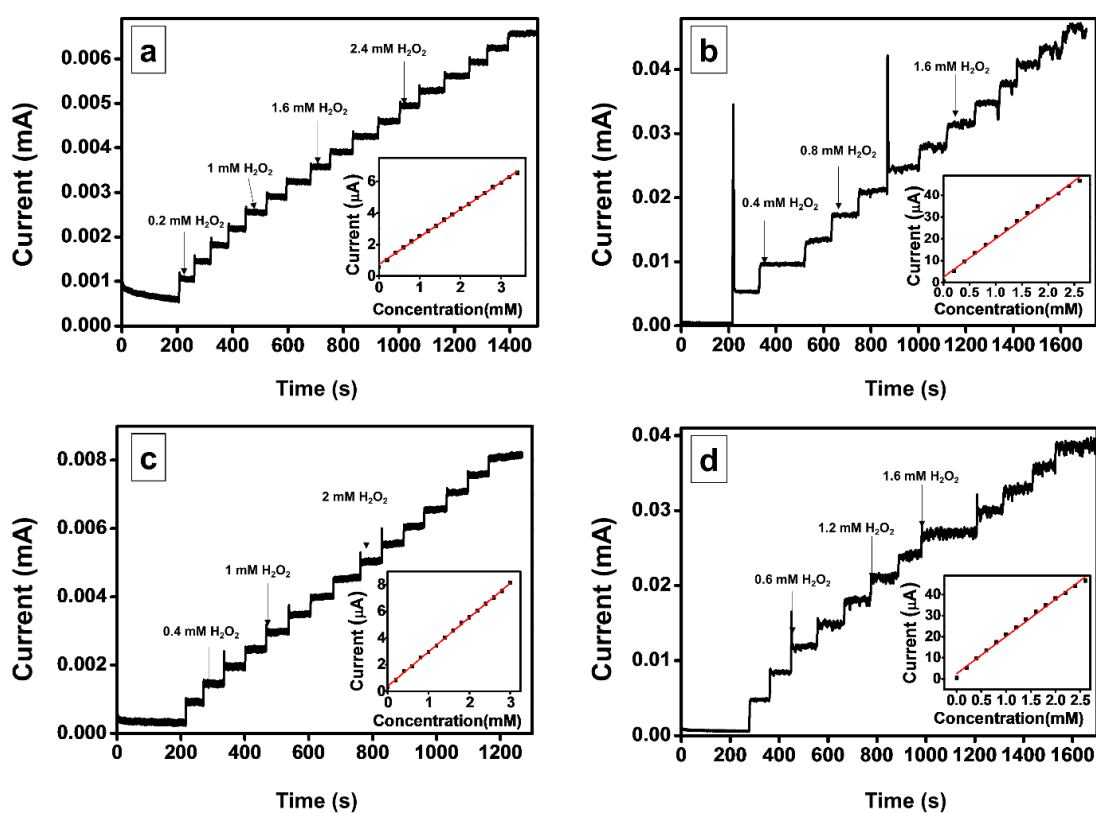 a
Current (mA)
0.006
0.005
0.004
0.003
0.002
0.001
0.000
0.2 mM H₂O₂
1 mM H₂O₂
1.6 mM H₂O₂
2.4 mM H₂O₂
Current (µA)
6
4
2
0
0 1 2 3
Concentration(mM)
0 200 400 600 800 1000 1200 1400
Time (s)
b
Current (mA)
0.04
0.03
0.02
0.01
0.00
0.4 mM H₂O₂
0.8 mM H₂O₂
1.6 mM H₂O₂
Current (µA)
40
30
20
10
0
0.0 0.5 1.0 1.5 2.0 2.5
Concentration(mM)
0 200 400 600 800 1000 1200 1400 1600
Time (s)
c
Current (mA)
0.008
0.006
0.004
0.002
0.000
0.4 mM H₂O₂
1 mM H₂O₂
2 mM H₂O₂
Current (µA)
8
6
4
2
0
0 1 2 3
Concentration(mM)
0 200 400 600 800 1000 1200
Time (s)
d
Current (mA)
0.04
0.03
0.02
0.01
0.00
0.6 mM H₂O₂
1.2 mM H₂O₂
1.6 mM H₂O₂
Current (µA)
40
30
20
10
0
0.0 0.5 1.0 1.5 2.0 2.5
Concentration(mM)
0 200 400 600 800 1000 1200 1400 1600
Time (s)